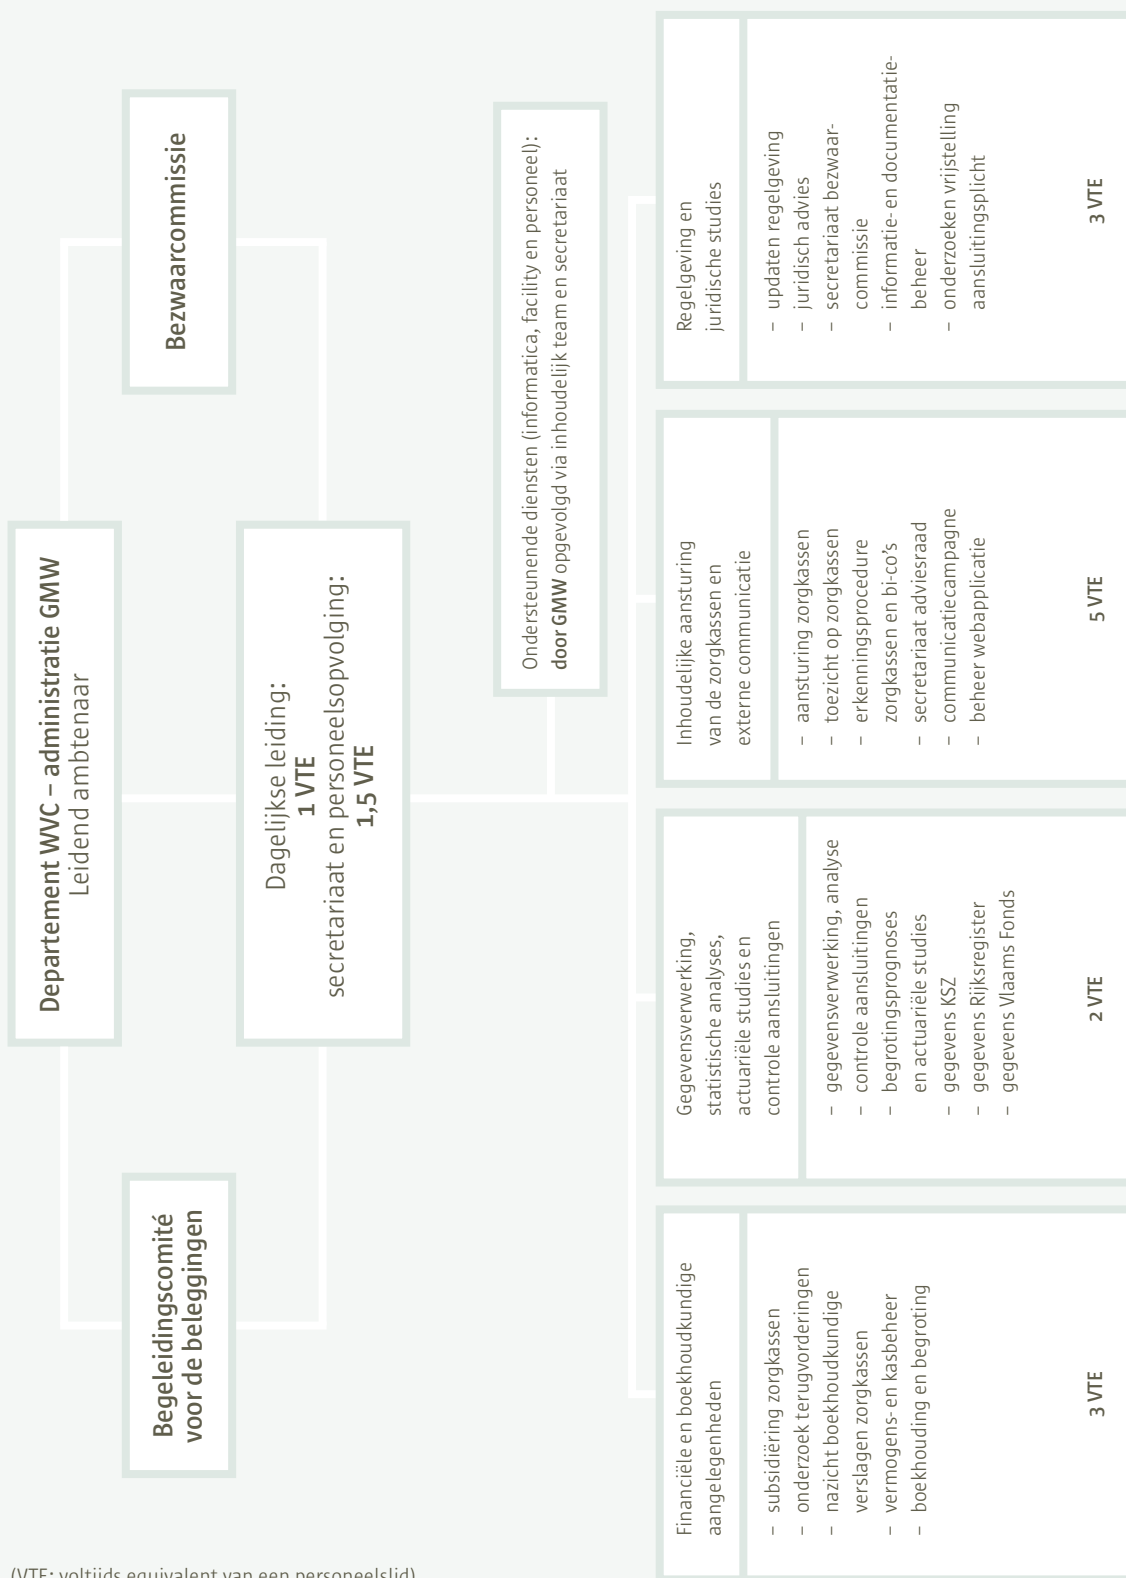 Departement WVC – administratie GMW
Leidend ambtenaar
Begeleidingscomité
voor de beleggingen
Bezwaarcommissie
Dagelijkse leiding:
1 VTE
secretariaat en personeelsopvolging:
1,5 VTE
Ondersteunende diensten (informatica, facility en personeel):
door GMW opgevolgd via inhoudelijk team en secretariaat
Financiële en boekhoudkundige
aangelegenheden
– subsidiëring zorgkassen
– onderzoek terugvorderingen
– nazicht boekhoudkundige
verslagen zorgkassen
– vermogens- en kasbeheer
– boekhouding en begroting
3 VTE
Gegevensverwerking,
statistische analyses,
actuariële studies en
controle aansluitingen
– gegevensverwerking, analyse
– controle aansluitingen
– begrotingsprognoses
en actuariële studies
– gegevens KSZ
– gegevens Rijksregister
– gegevens Vlaams Fonds
2 VTE
Inhoudelijke aansturing
van de zorgkassen en
externe communicatie
– aansturing zorgkassen
– toezicht op zorgkassen
– erkenningsprocedure
zorgkassen en bi-co's
– secretariaat adviesraad
– communicatiecampagne
– beheer webapplicatie
5 VTE
Regelgeving en
juridische studies
– updaten regelgeving
– juridisch advies
– secretariaat bezwaar-
commissie
– informatie- en documentatie-
beheer
– onderzoeken vrijstelling
aansluitingsplicht
3 VTE
(VTE: voltijds equivalent van een personeelslid)